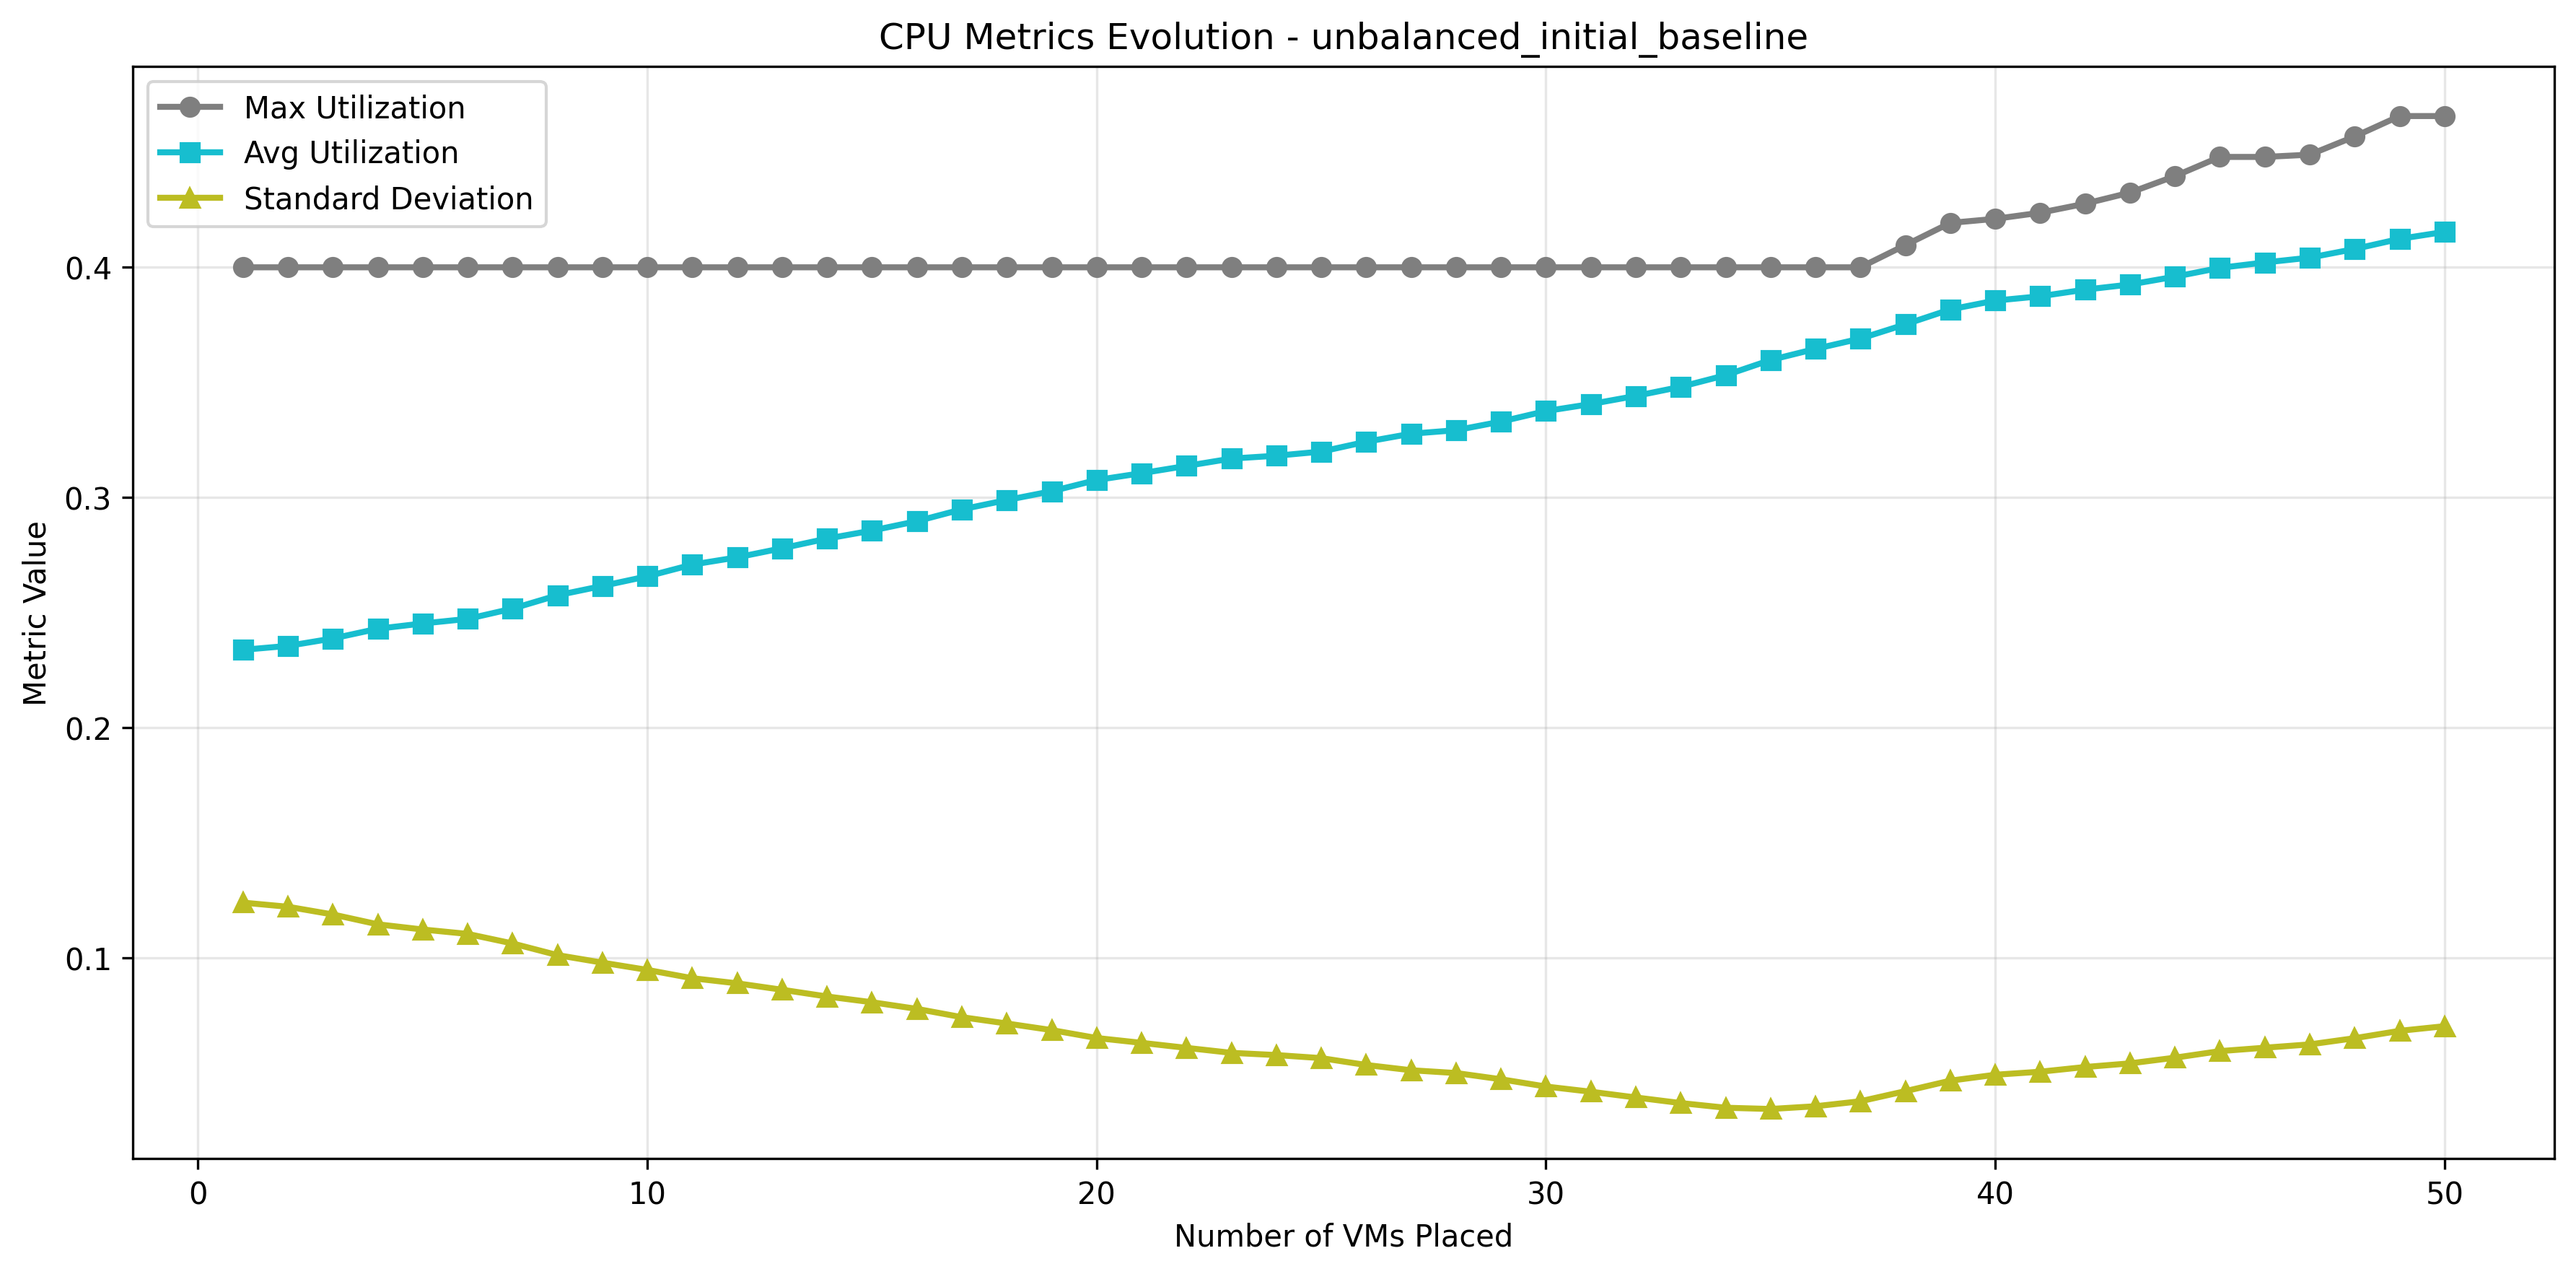 CPU Metrics Evolution - unbalanced_initial_baseline
Max Utilization
Avg Utilization
Standard Deviation
Metric Value
0.4
0.3
0.2
0.1
0
10
20
30
40
50
Number of VMs Placed